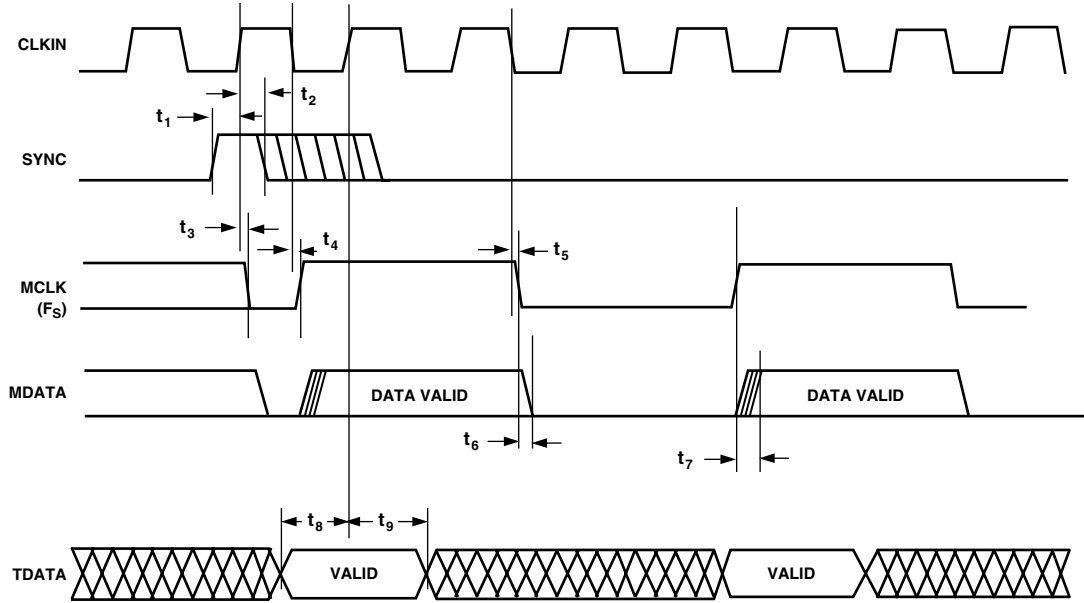 CLKIN
t2
t1
SYNC
t3
t4
t5
MCLK
(FS)
MDATA
DATA VALID
DATA VALID
t6
t7
t8
t9
TDATA
VALID
VALID